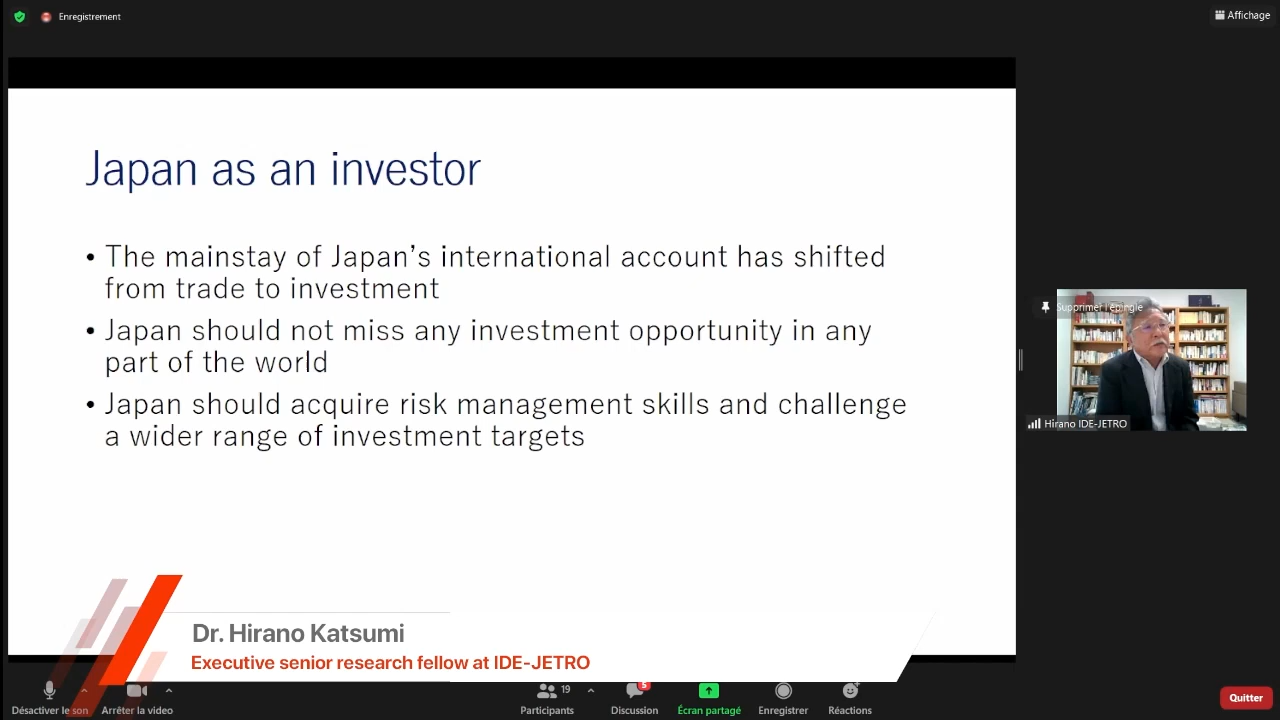 Enregistrement
Affichage
Japan as an investor
• The mainstay of Japan’s international account has shifted
from trade to investment
• Japan should not miss any investment opportunity in any
part of the world
• Japan should acquire risk management skills and challenge
a wider range of investment targets
Supprimer l'épingle
Hirano IDE-JETRO
Dr. Hirano Katsumi
Executive senior research fellow at IDE-JETRO
Désactiver le son
Arrêter la video
19
Participants
5
Discussion
Écran partagé
Enregistrer
Réactions
Quitter